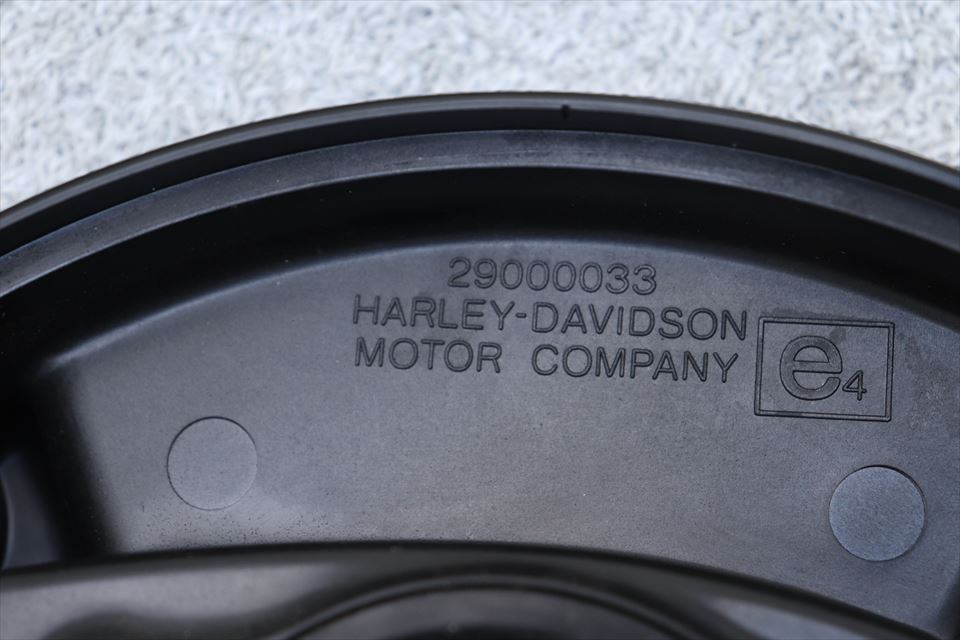 29000033
HARLEY-DAVIDSON
MOTOR COMPANY
e4